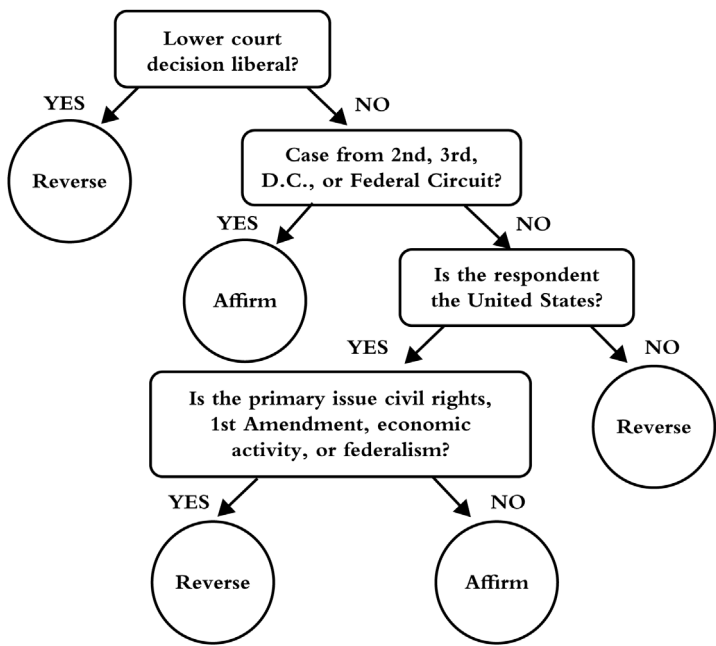 Lower court
decision liberal?
YES
NO
Reverse
Case from 2nd, 3rd,
D.C., or Federal Circuit?
YES
NO
Affirm
Is the respondent
the United States?
YES
NO
Is the primary issue civil rights,
1st Amendment, economic
activity, or federalism?
Reverse
YES
NO
Reverse
Affirm